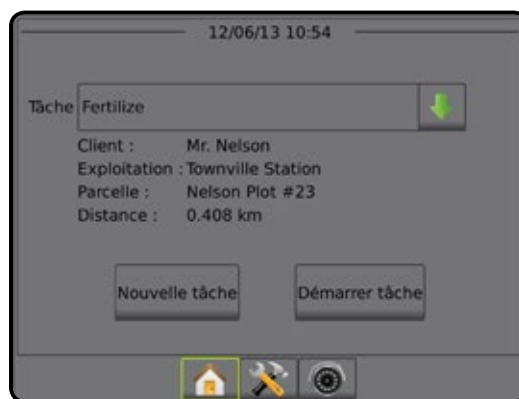 12/06/13 10:54
Tâche Fertilize
Client : Mr. Nelson
Exploitation : Townville Station
Parcelle : Nelson Plot #23
Distance : 0.408 km
Nouvelle tâche Démarrer tâche